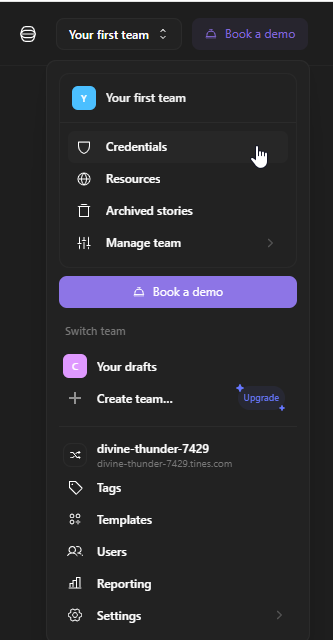 Your first team
Book a demo
Y
Your first team
Credentials
Resources
Archived stories
Manage team
Book a demo
Switch team
C
Your drafts
Create team...
Upgrade
divine-thunder-7429
divine-thunder-7429.tines.com
Tags
Templates
Users
Reporting
Settings